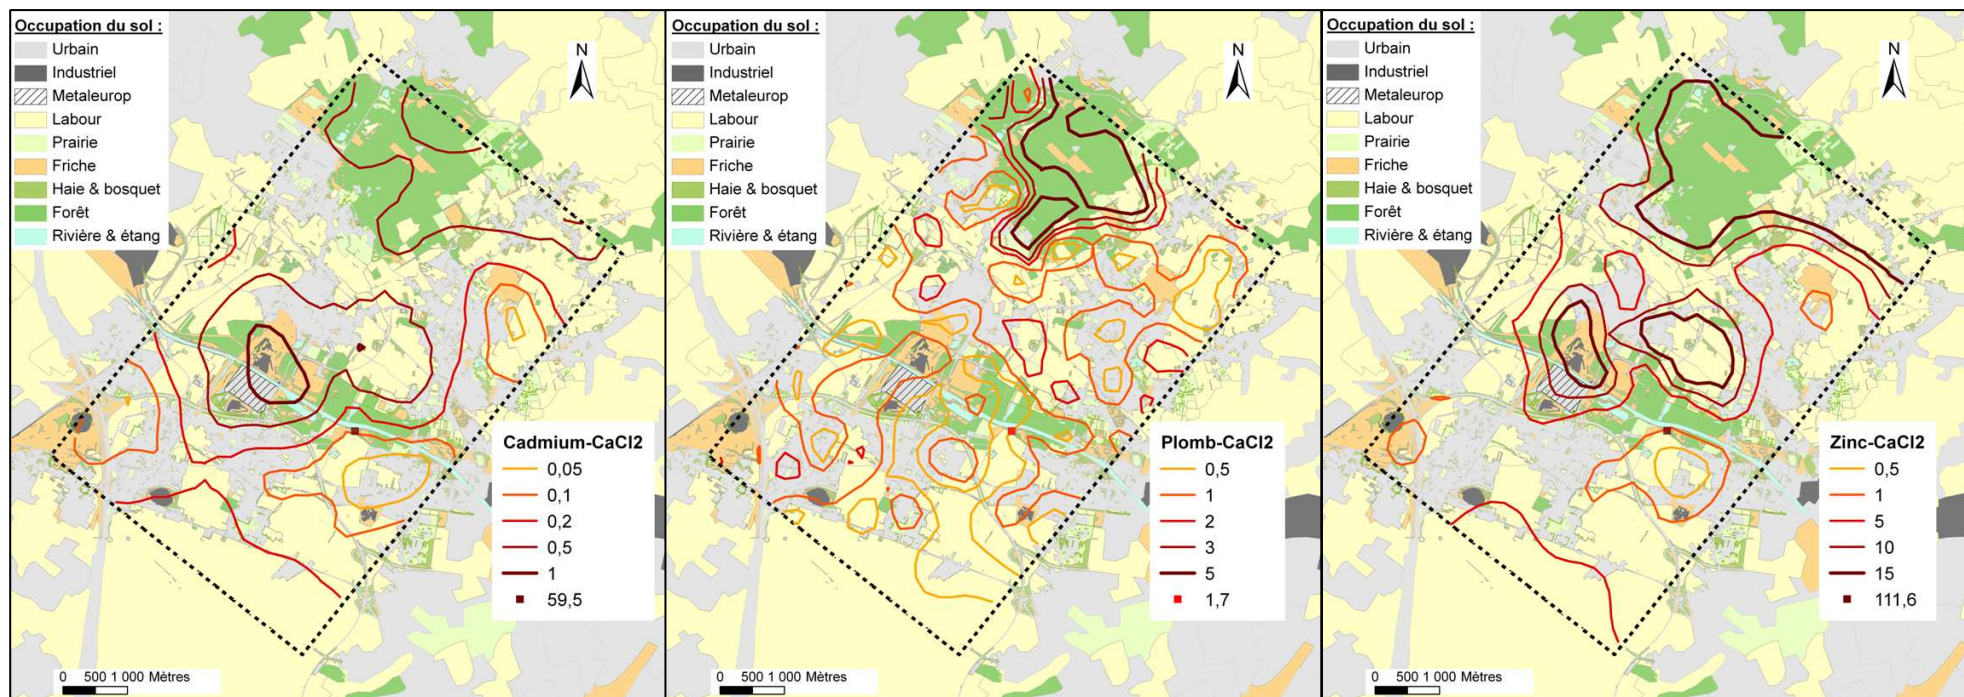 Occupation du sol :
Urbain
Industriel
Metaleurop
Labour
Prairie
Friche
Haie & bosquet
Forêt
Rivière & étang
N
Cadmium-CaCl2
0,05
0,1
0,2
0,5
1
59,5
0 500 1 000 Mètres
Occupation du sol :
Urbain
Industriel
Metaleurop
Labour
Prairie
Friche
Haie & bosquet
Forêt
Rivière & étang
N
Plomb-CaCl2
0,5
1
2
3
5
1,7
0 500 1 000 Mètres
Occupation du sol :
Urbain
Industriel
Metaleurop
Labour
Prairie
Friche
Haie & bosquet
Forêt
Rivière & étang
N
Zinc-CaCl2
0,5
1
5
10
15
111,6
0 500 1 000 Mètres